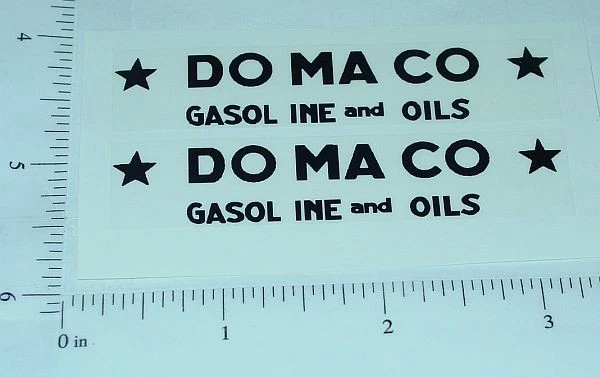 DO MA CO
GASOL INE and OILS
DO MA CO
GASOL INE and OILS
4
5
6
0 in 1 2 3